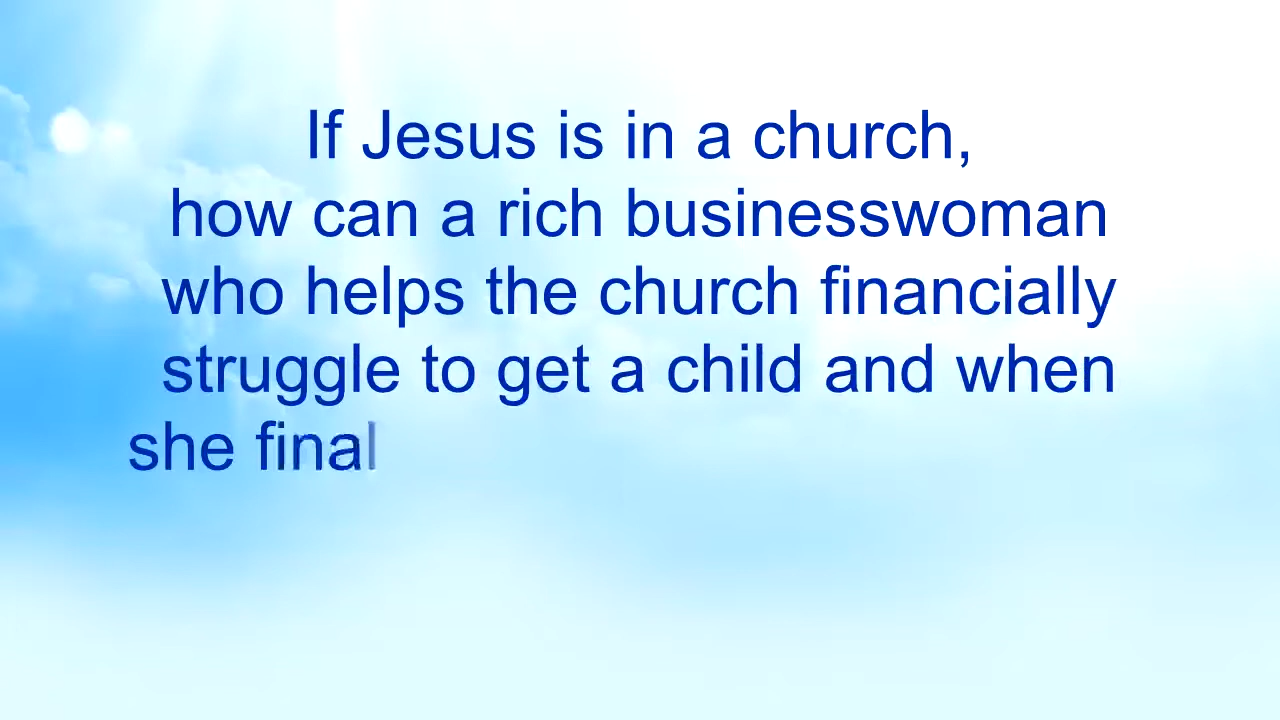 If Jesus is in a church,
how can a rich businesswoman
who helps the church financially
struggle to get a child and when
she final